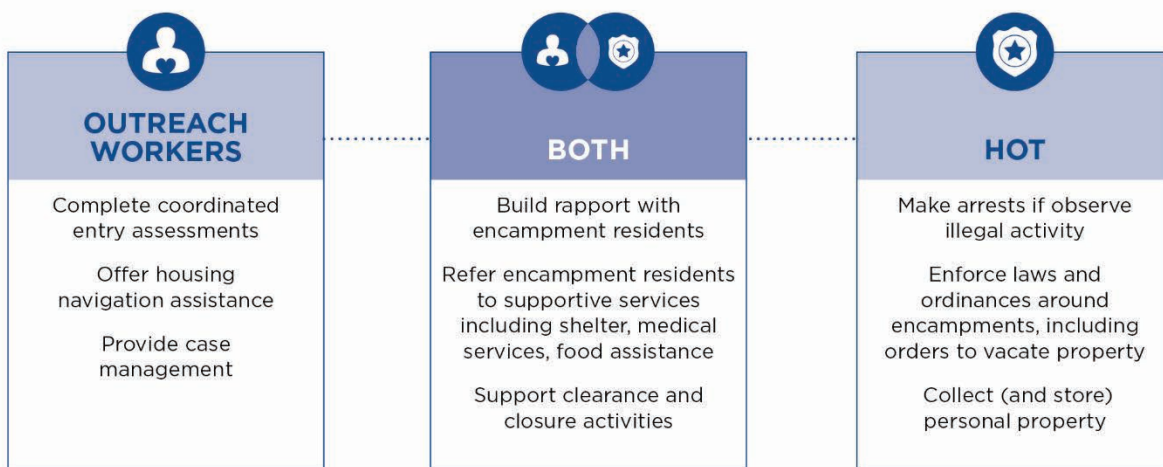 OUTREACH
WORKERS
Complete coordinated
entry assessments
Offer housing
navigation assistance
Provide case
management
BOTH
Build rapport with
encampment residents
Refer encampment residents
to supportive services
including shelter, medical
services, food assistance
Support clearance and
closure activities
HOT
Make arrests if observe
illegal activity
Enforce laws and
ordinances around
encampments, including
orders to vacate property
Collect (and store)
personal property